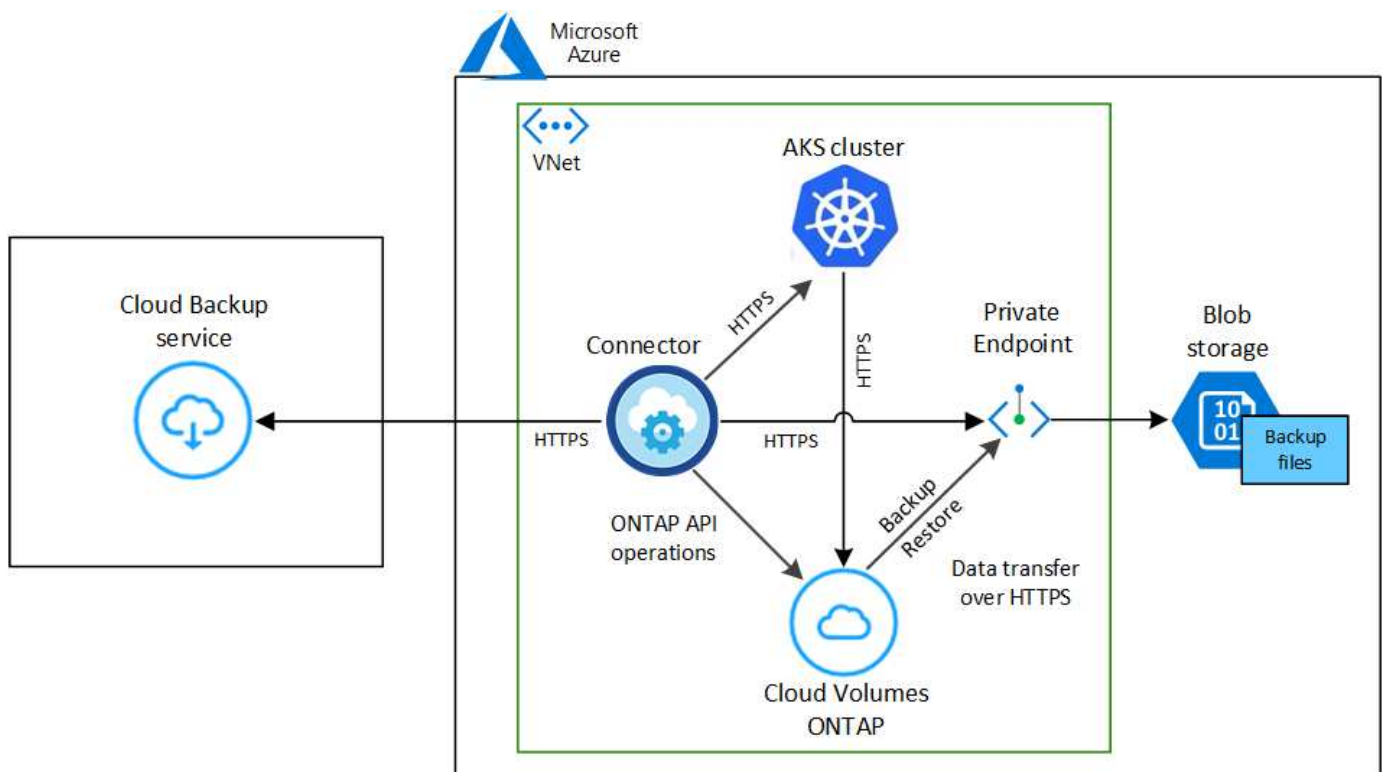 Microsoft
Azure
VNet
AKS cluster
Cloud Backup
service
Connector
HTTPS
HTTPS
Private
Endpoint
Blob
storage
10
01
Backup
files
HTTPS
HTTPS
ONTAP API
operations
Backup
Restore
Data transfer
over HTTPS
Cloud Volumes
ONTAP